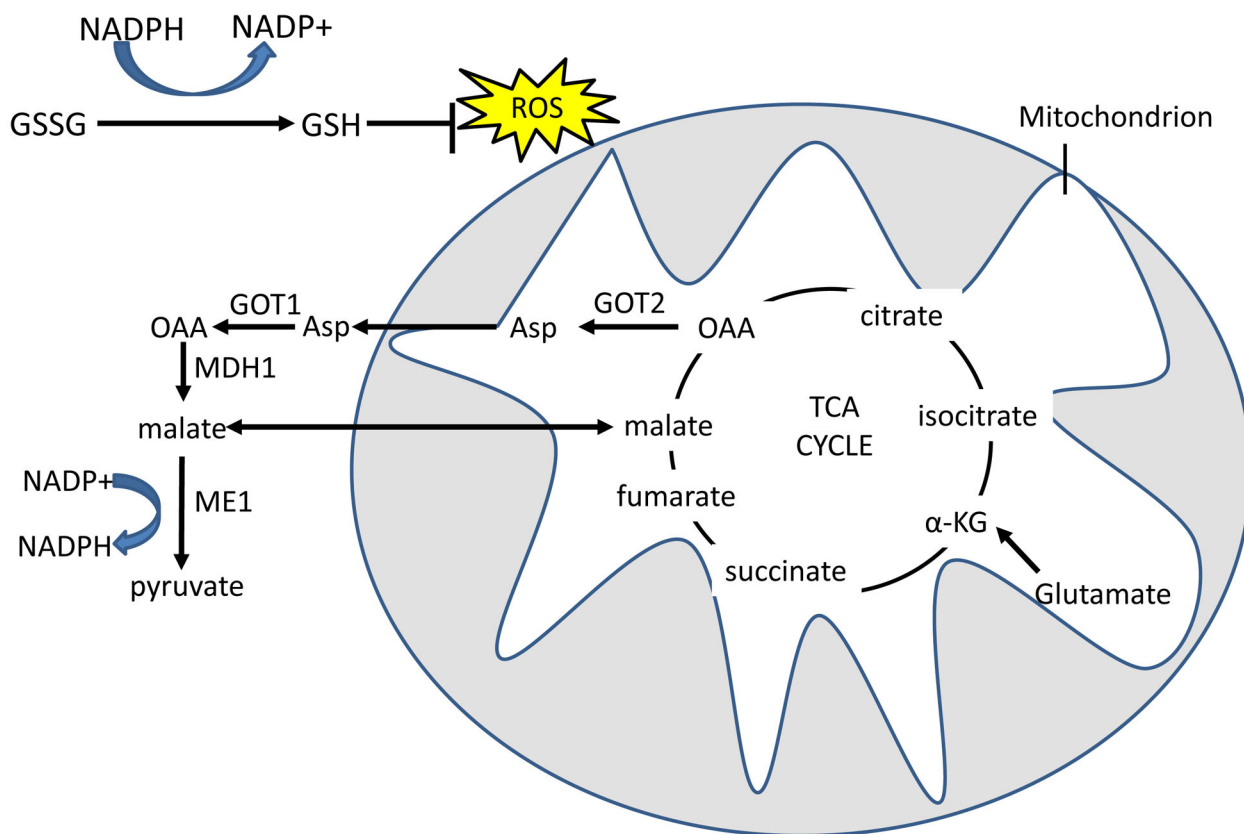 NADPH NADP+
GSSG GSH ROS
Mitochondrion
OAA GOT1 Asp Asp GOT2 OAA citrate
MDH1
malate malate TCA CYCLE isocitrate
NADP+ ME1 fumarate
NADPH α-KG
pyruvate succinate Glutamate